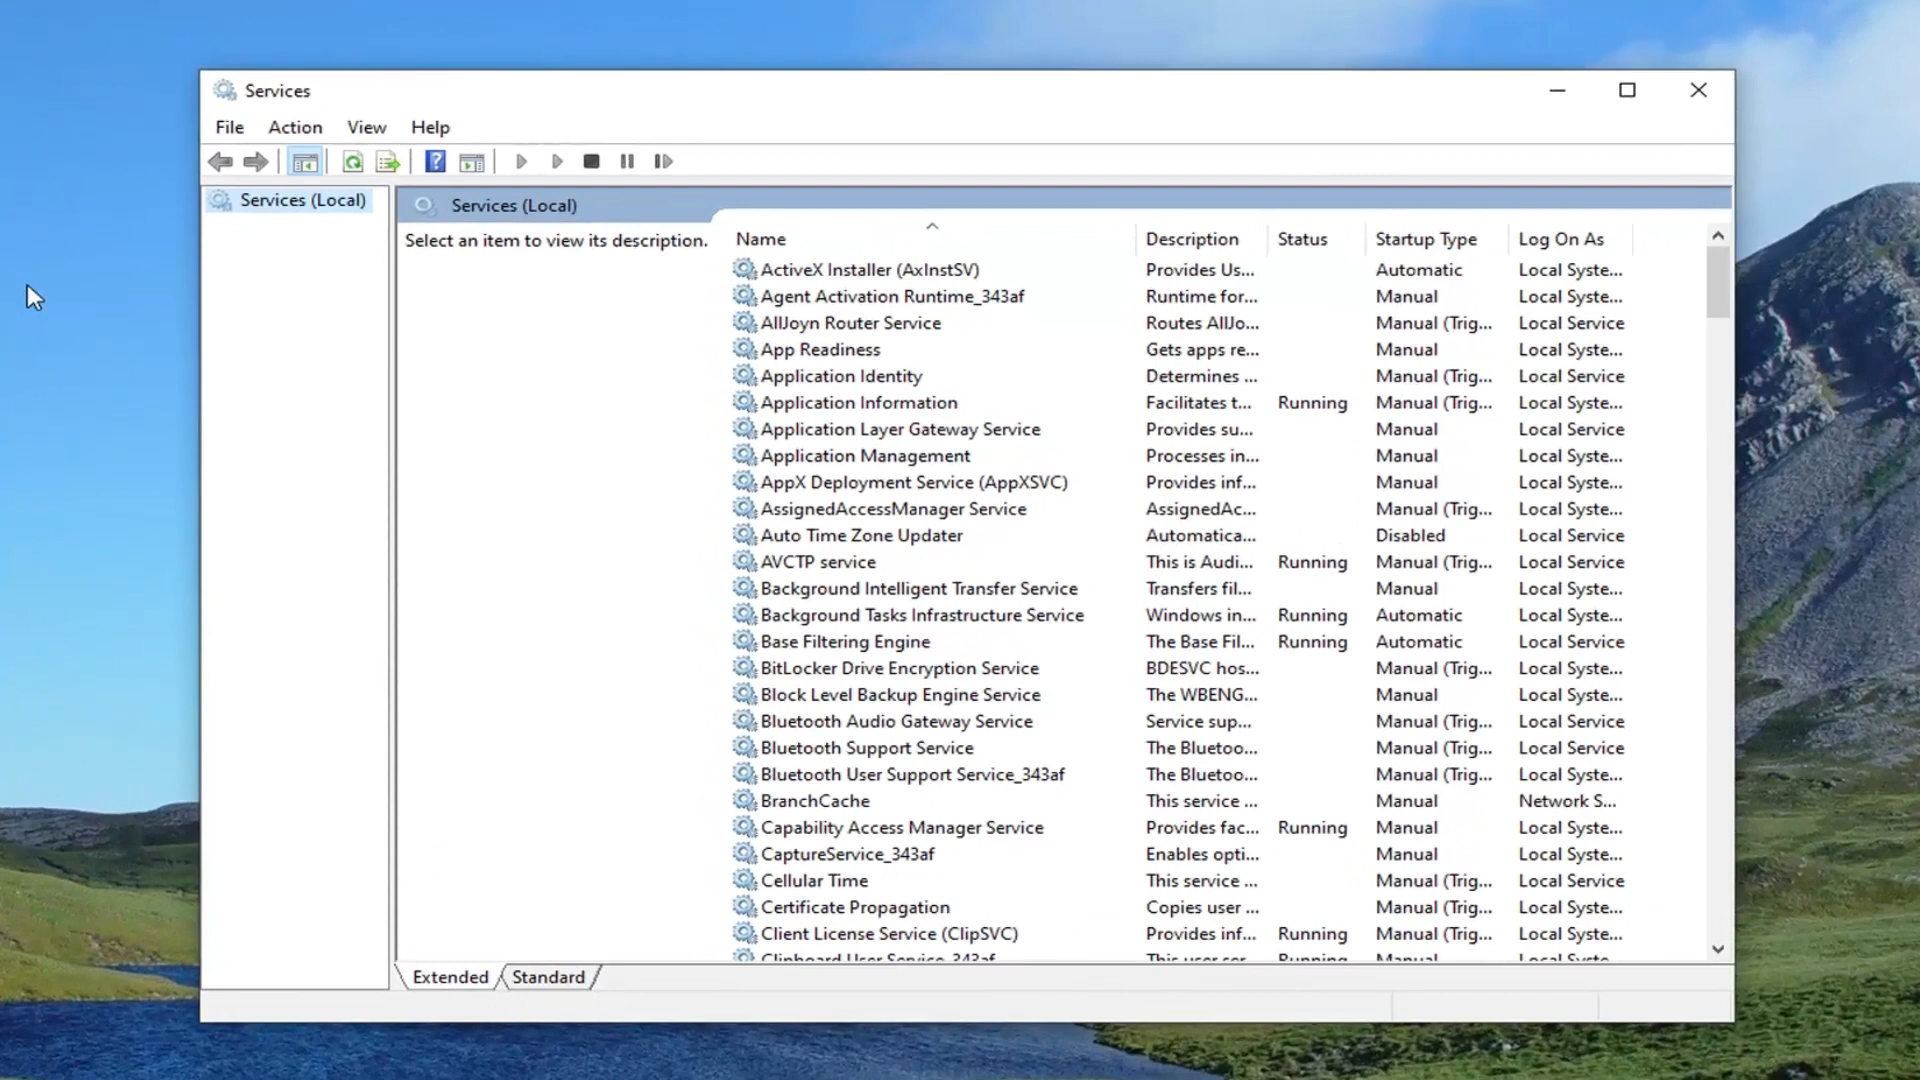 Services
File Action View Help
Services (Local)
Services (Local)
Select an item to view its description.
Name Description Status Startup Type Log On As
ActiveX Installer (AxInstSV) Provides Us... Automatic Local Syste...
Agent Activation Runtime_343af Runtime for... Manual Local Syste...
AllJoyn Router Service Routes AllJo... Manual (Trig... Local Service
App Readiness Gets apps re... Manual Local Syste...
Application Identity Determines ... Manual (Trig... Local Service
Application Information Facilitates t... Running Manual (Trig... Local Syste...
Application Layer Gateway Service Provides su... Manual Local Service
Application Management Processes in... Manual Local Syste...
AppX Deployment Service (AppXSVC) Provides inf... Manual Local Syste...
AssignedAccessManager Service AssignedAc... Manual (Trig... Local Syste...
Auto Time Zone Updater Automatica... Disabled Local Service
AVCTP service This is Audi... Running Manual (Trig... Local Service
Background Intelligent Transfer Service Transfers fil... Manual Local Syste...
Background Tasks Infrastructure Service Windows in... Running Automatic Local Syste...
Base Filtering Engine The Base Fil... Running Automatic Local Service
BitLocker Drive Encryption Service BDESVC hos... Manual (Trig... Local Syste...
Block Level Backup Engine Service The WBENG... Manual Local Syste...
Bluetooth Audio Gateway Service Service sup... Manual (Trig... Local Service
Bluetooth Support Service The Bluetoo... Manual (Trig... Local Service
Bluetooth User Support Service_343af The Bluetoo... Manual (Trig... Local Syste...
BranchCache This service ... Manual Network S...
Capability Access Manager Service Provides fac... Running Manual Local Syste...
CaptureService_343af Enables opti... Manual Local Syste...
Cellular Time This service ... Manual (Trig... Local Service
Certificate Propagation Copies user ... Manual (Trig... Local Syste...
Client License Service (ClipSVC) Provides inf... Running Manual (Trig... Local Syste...
Clipboard User Service_343af This user ser... Running Manual Local Syste...
Extended Standard